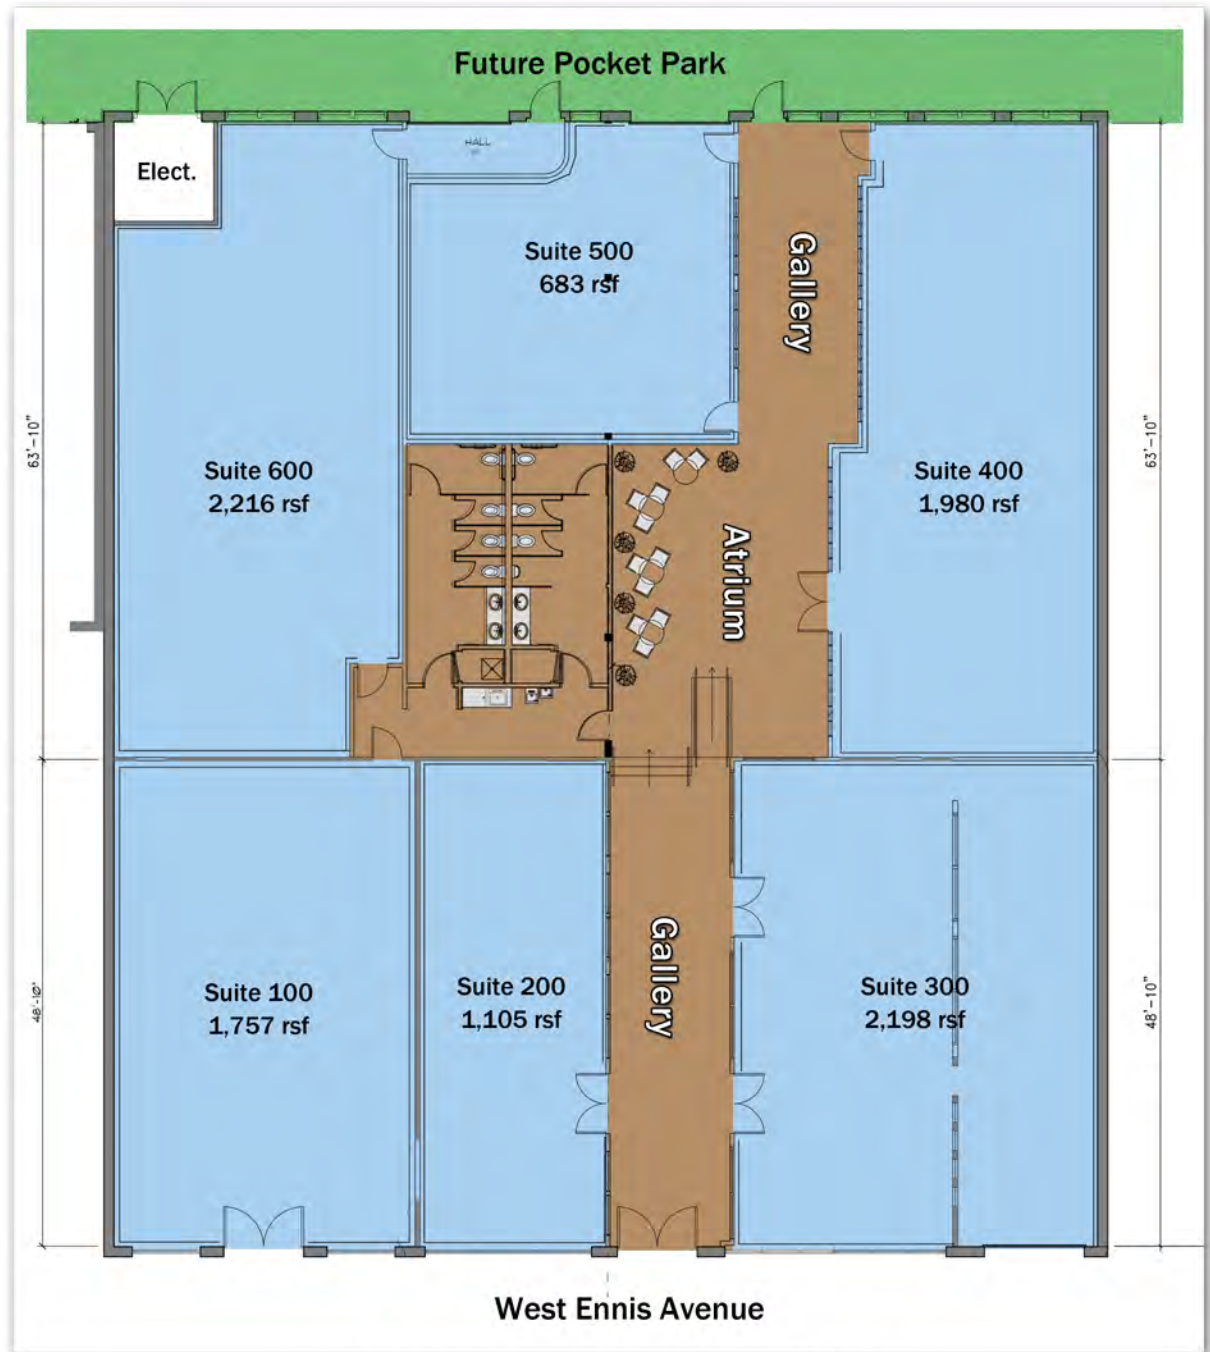 Future Pocket Park
HALL
Elect.
Suite 500
683 rsf
Gallery
63'-10"
63'-10"
Suite 600
2,216 rsf
Suite 400
1,980 rsf
Atrium
Suite 100
1,757 rsf
Suite 200
1,105 rsf
Gallery
Suite 300
2,198 rsf
48'-10"
48'-10"
West Ennis Avenue